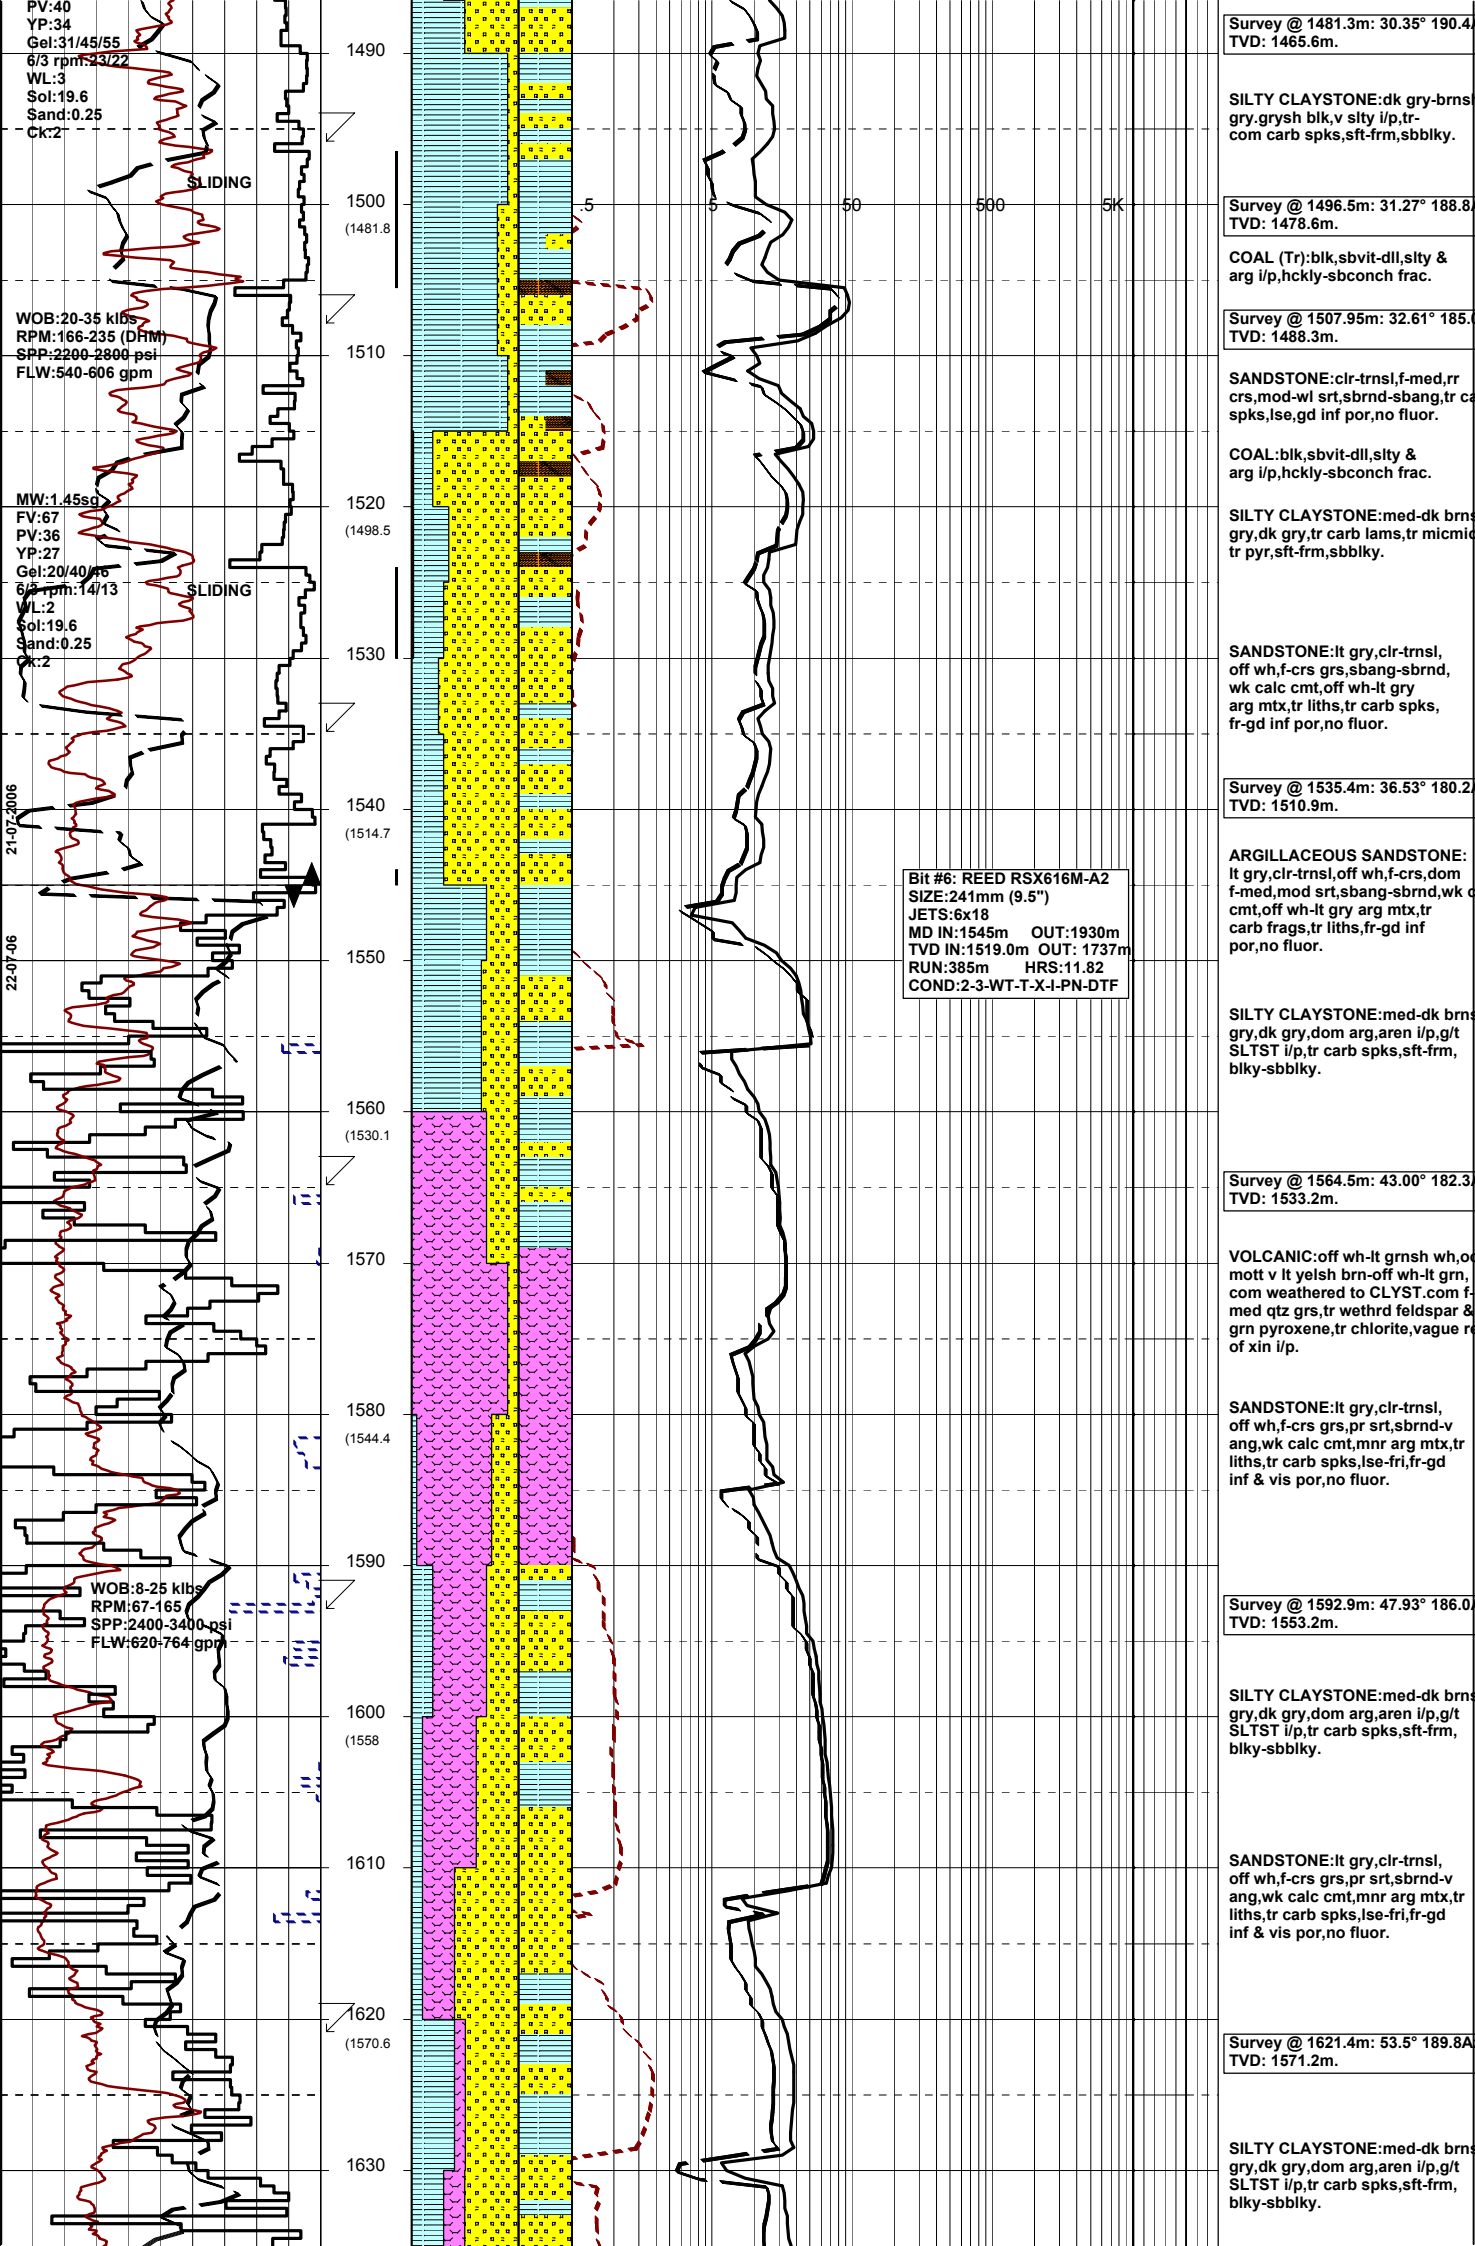 PV:40
YP:34
Gel:31/45/55
6/3 rpm:23/22
WL:3
Sol:19.6
Sand:0.25
Ck:2
SLIDING
WOB:20-35 klbs
RPM:166-235 (DHM)
SPP:2200-2800 psi
FLW:540-606 gpm
MW:1.45sg
FV:67
PV:36
YP:27
Gel:20/40/46
6/3 rpm:14/13
WL:2
Sol:19.6
Sand:0.25
Ck:2
SLIDING
21-07-2006
22-07-06
WOB:8-25 klbs
RPM:67-165
SPP:2400-3400 psi
FLW:620-764 gpm
1490
1500
(1481.8
1510
1520
(1498.5
1530
1540
(1514.7
1550
1560
(1530.1
1570
1580
(1544.4
1590
1600
(1558
1610
1620
(1570.6
1630
.5 5 50 500 5K
Bit #6: REED RSX616M-A2
SIZE:241mm (9.5")
JETS:6x18
MD IN:1545m OUT:1930m
TVD IN:1519.0m OUT: 1737m
RUN:385m HRS:11.82
COND:2-3-WT-T-X-I-PN-DTF
Survey @ 1481.3m: 30.35° 190.4
TVD: 1465.6m.
SILTY CLAYSTONE:dk gry-brnsh
gry.grysh blk,v slty i/p,tr-
com carb spks,sft-frm,sbblky.
Survey @ 1496.5m: 31.27° 188.8
TVD: 1478.6m.
COAL (Tr):blk,sbvit-dll,slty &
arg i/p,hckly-sbconch frac.
Survey @ 1507.95m: 32.61° 185.0
TVD: 1488.3m.
SANDSTONE:clr-trnsl,f-med,rr
crs,mod-wl srt,sbrnd-sbang,tr ca
spks,lse,gd inf por,no fluor.
COAL:blk,sbvit-dll,slty &
arg i/p,hckly-sbconch frac.
SILTY CLAYSTONE:med-dk brns
gry,dk gry,tr carb lams,tr micmic
tr pyr,sft-frm,sbblky.
SANDSTONE:lt gry,clr-trnsl,
off wh,f-crs grs,sbang-sbrnd,
wk calc cmt,off wh-lt gry
arg mtx,tr liths,tr carb spks,
fr-gd inf por,no fluor.
Survey @ 1535.4m: 36.53° 180.2
TVD: 1510.9m.
ARGILLACEOUS SANDSTONE:
lt gry,clr-trnsl,off wh,f-crs,dom
f-med,mod srt,sbang-sbrnd,wk c
cmt,off wh-lt gry arg mtx,tr
carb frags,tr liths,fr-gd inf
por,no fluor.
SILTY CLAYSTONE:med-dk brns
gry,dk gry,dom arg,aren i/p,g/t
SLTST i/p,tr carb spks,sft-frm,
blky-sbblky.
Survey @ 1564.5m: 43.00° 182.3
TVD: 1533.2m.
VOLCANIC:off wh-lt grnsh wh,oc
mott v lt yelsh brn-off wh-lt grn,
com weathered to CLYST.com f-
med qtz grs,tr wethrd feldspar &
grn pyroxene,tr chlorite,vague re
of xin i/p.
SANDSTONE:lt gry,clr-trnsl,
off wh,f-crs grs,pr srt,sbrnd-v
ang,wk calc cmt,mnr arg mtx,tr
liths,tr carb spks,lse-fri,fr-gd
inf & vis por,no fluor.
Survey @ 1592.9m: 47.93° 186.0
TVD: 1553.2m.
SILTY CLAYSTONE:med-dk brns
gry,dk gry,dom arg,aren i/p,g/t
SLTST i/p,tr carb spks,sft-frm,
blky-sbblky.
SANDSTONE:lt gry,clr-trnsl,
off wh,f-crs grs,pr srt,sbrnd-v
ang,wk calc cmt,mnr arg mtx,tr
liths,tr carb spks,lse-fri,fr-gd
inf & vis por,no fluor.
Survey @ 1621.4m: 53.5° 189.8A
TVD: 1571.2m.
SILTY CLAYSTONE:med-dk brns
gry,dk gry,dom arg,aren i/p,g/t
SLTST i/p,tr carb spks,sft-frm,
blky-sbblky.